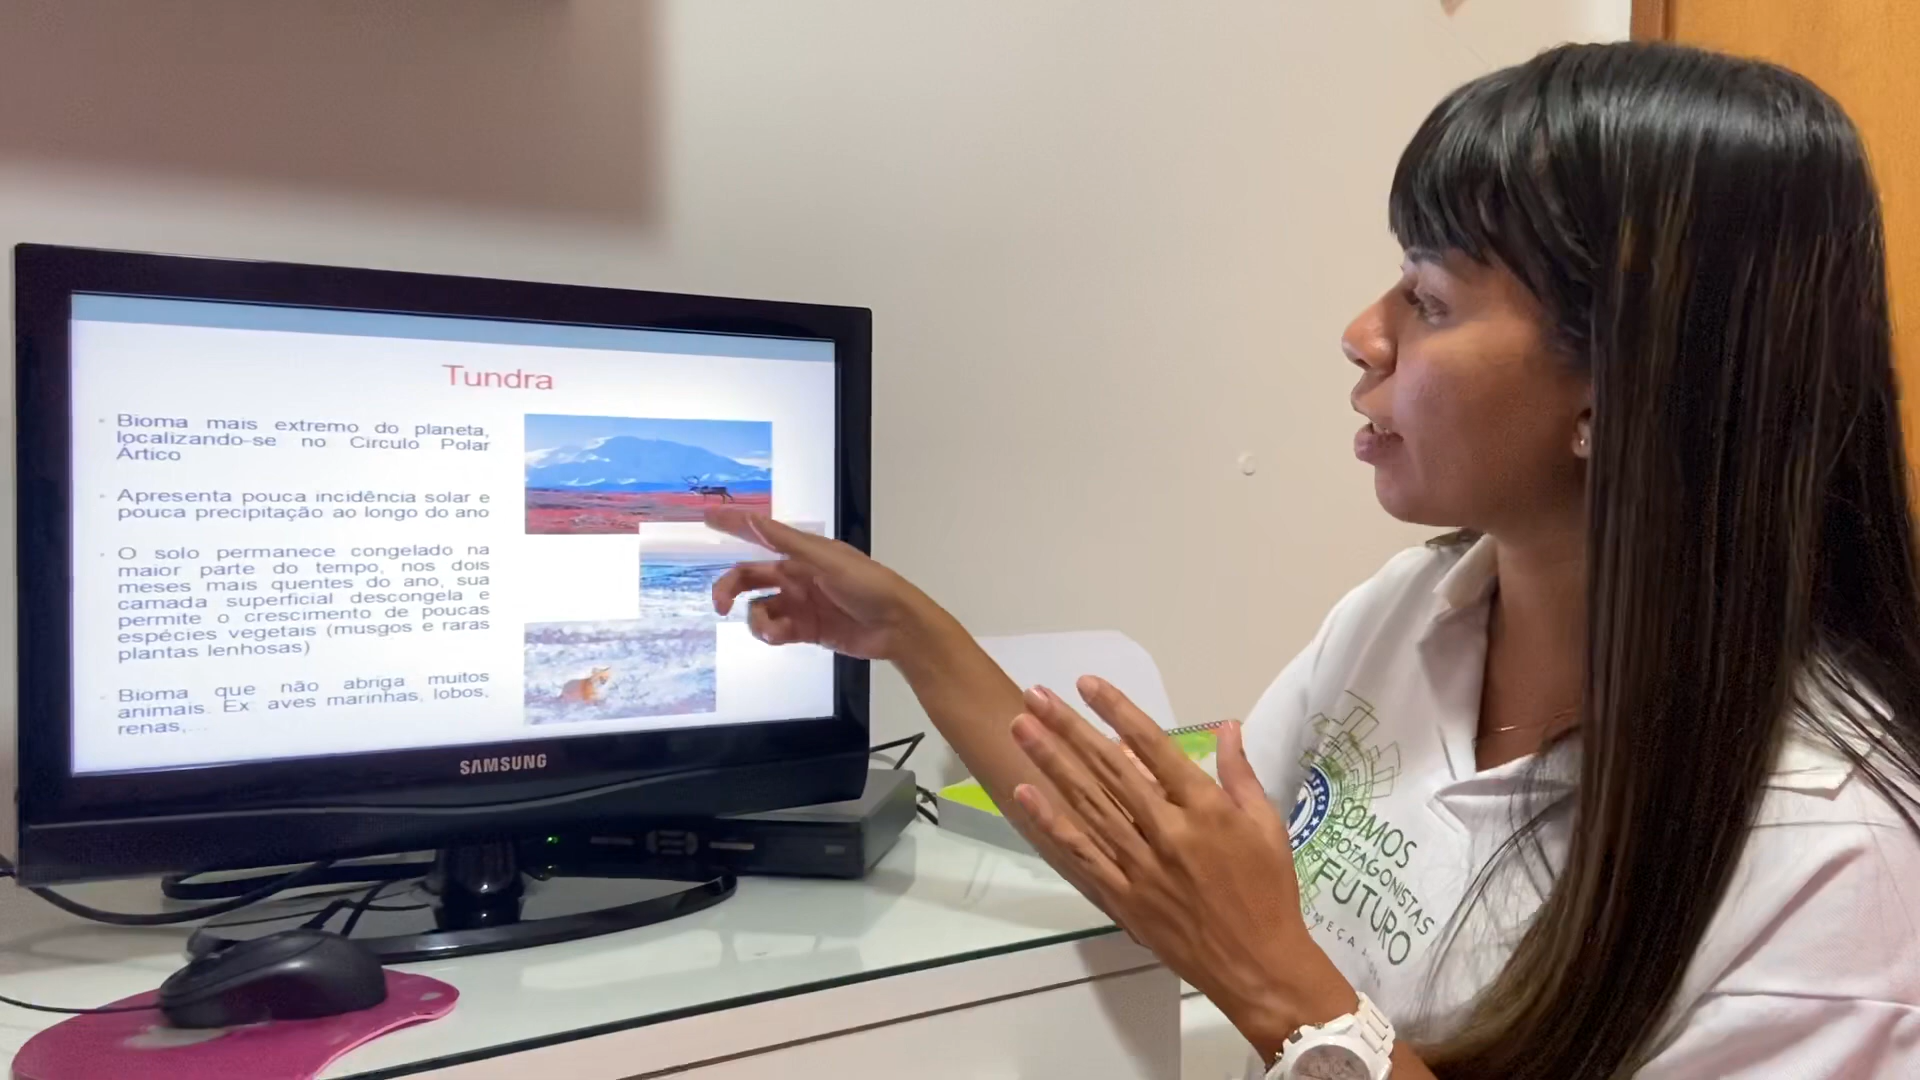 Tundra
Bioma mais extremo do planeta,
localizando-se no Círculo Polar
Ártico
Apresenta pouca incidência solar e
pouca precipitação ao longo do ano
O solo permanece congelado na
maior parte do tempo, nos dois
meses mais quentes do ano, sua
camada superficial descongela e
permite o crescimento de poucas
espécies vegetais (musgos e raras
plantas lenhosas)
Bioma que não abriga muitos
animais. Ex: aves marinhas, lobos,
renas,...
SAMSUNG
SOMOS
PROTAGONISTAS
DO
FUTURO